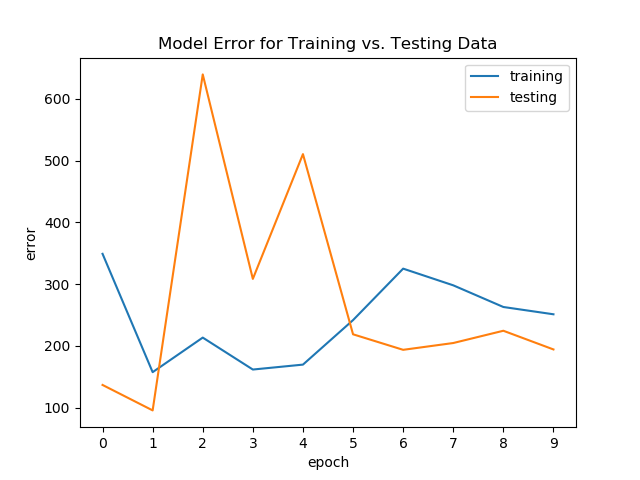 Model Error for Training vs. Testing Data
training
testing
error
600
500
400
300
200
100
0 1 2 3 4 5 6 7 8 9
epoch